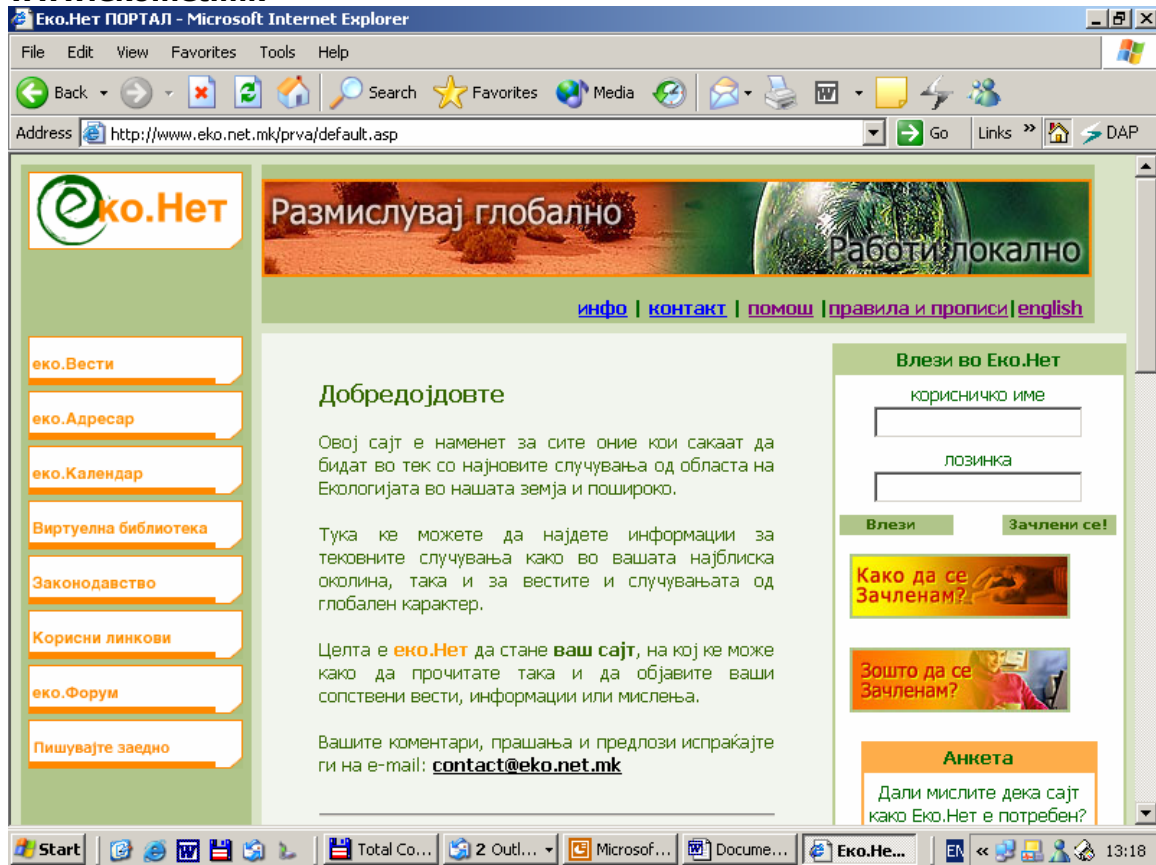 Еко.Нет ПОРТАЛ - Microsoft Internet Explorer
File Edit View Favorites Tools Help
Back Search Favorites Media
Address http://www.eko.net.mk/prva/default.asp Go Links » DAP
еко.Нет
Размислувај глобално
Работи локално
инфо | контакт | помош |правила и прописи|english
еко.Вести
еко.Адресар
еко.Календар
Виртуелна библиотека
Законодавство
Корисни линкови
еко.Форум
Пишувајте заедно
Добредојдовте
Овој сајт е наменет за сите оние кои сакаат да
бидат во тек со најновите случувања од областа на
Екологијата во нашата земја и пошироко.
Тука ке можете да најдете информации за
тековните случувања како во вашата најблиска
околина, така и за вестите и случувањата од
глобален карактер.
Целта е еко.Нет да стане ваш сајт, на кој ке може
како да прочитате така и да објавите ваши
сопствени вести, информации или мислења.
Вашите коментари, прашања и предлози испраќајте
ги на e-mail: contact@eko.net.mk
Влези во Еко.Нет
корисничко име
лозинка
Влези Зачлени се!
Како да се
Зачленам?
Зошто да се
Зачленам?
Анкета
Дали мислите дека сајт
како Еко.Нет е потребен?
Start Total Co... 2 Outl... Microsof... Docume... Еко.Не... EN « 13:18